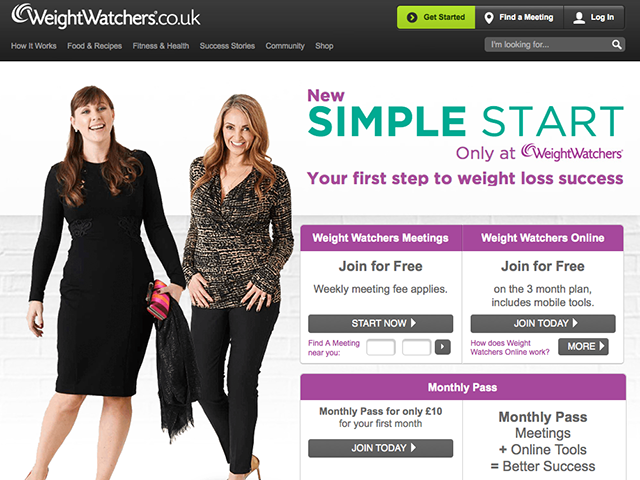 WeightWatchers.co.uk
Get Started
Find a Meeting
Log In
How It Works
Food & Recipes
Fitness & Health
Success Stories
Community
Shop
I'm looking for...
New
SIMPLE START
Only at WeightWatchers
Your first step to weight loss success
Weight Watchers Meetings
Join for Free
Weekly meeting fee applies.
START NOW
Find A Meeting
near you:
Weight Watchers Online
Join for Free
on the 3 month plan,
includes mobile tools.
JOIN TODAY
How does Weight
Watchers Online work?
MORE
Monthly Pass
Monthly Pass for only £10
for your first month
JOIN TODAY
Monthly Pass
Meetings
+ Online Tools
= Better Success